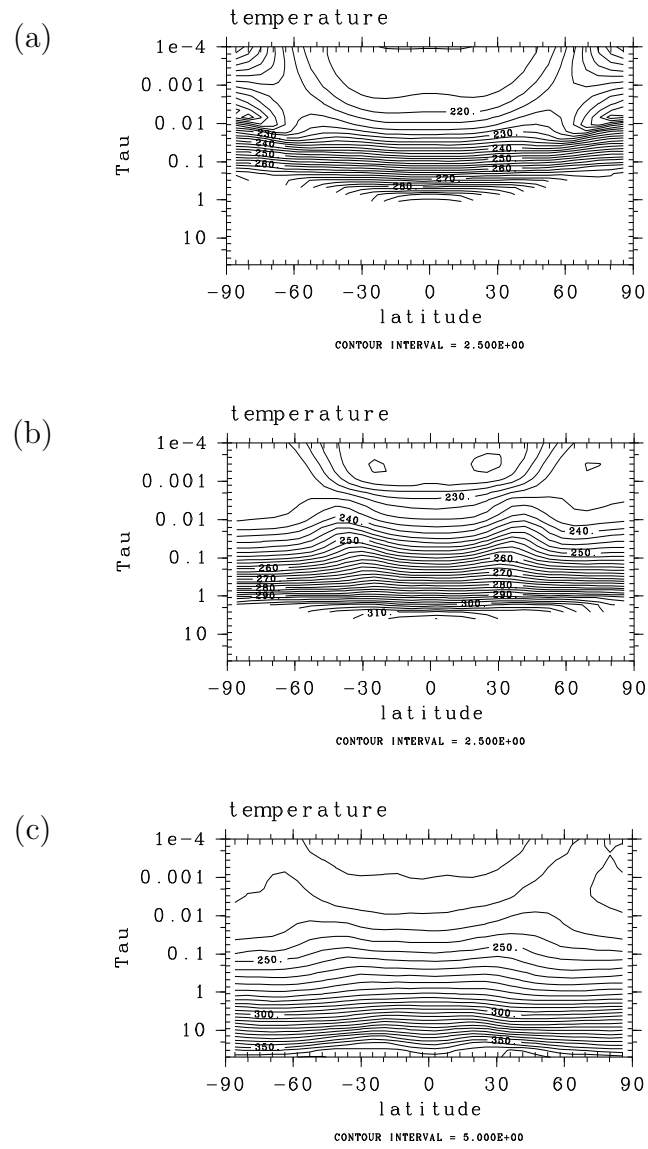 (a)
temperature
1e-4
0.001
0.01
0.1
1
10
Tau
220.
230. 230.
240. 240.
250. 250.
260. 260.
270.
280.
-90 -60 -30 0 30 60 90
latitude
CONTOUR INTERVAL = 2.500E+00
(b)
temperature
1e-4
0.001
0.01
0.1
1
10
Tau
230.
240. 240.
250. 250.
260 260
270. 270.
280. 280.
290. 290.
300.
310.
-90 -60 -30 0 30 60 90
latitude
CONTOUR INTERVAL = 2.500E+00
(c)
temperature
1e-4
0.001
0.01
0.1
1
10
Tau
250. 250.
300. 300.
350. 350.
-90 -60 -30 0 30 60 90
latitude
CONTOUR INTERVAL = 5.000E+00